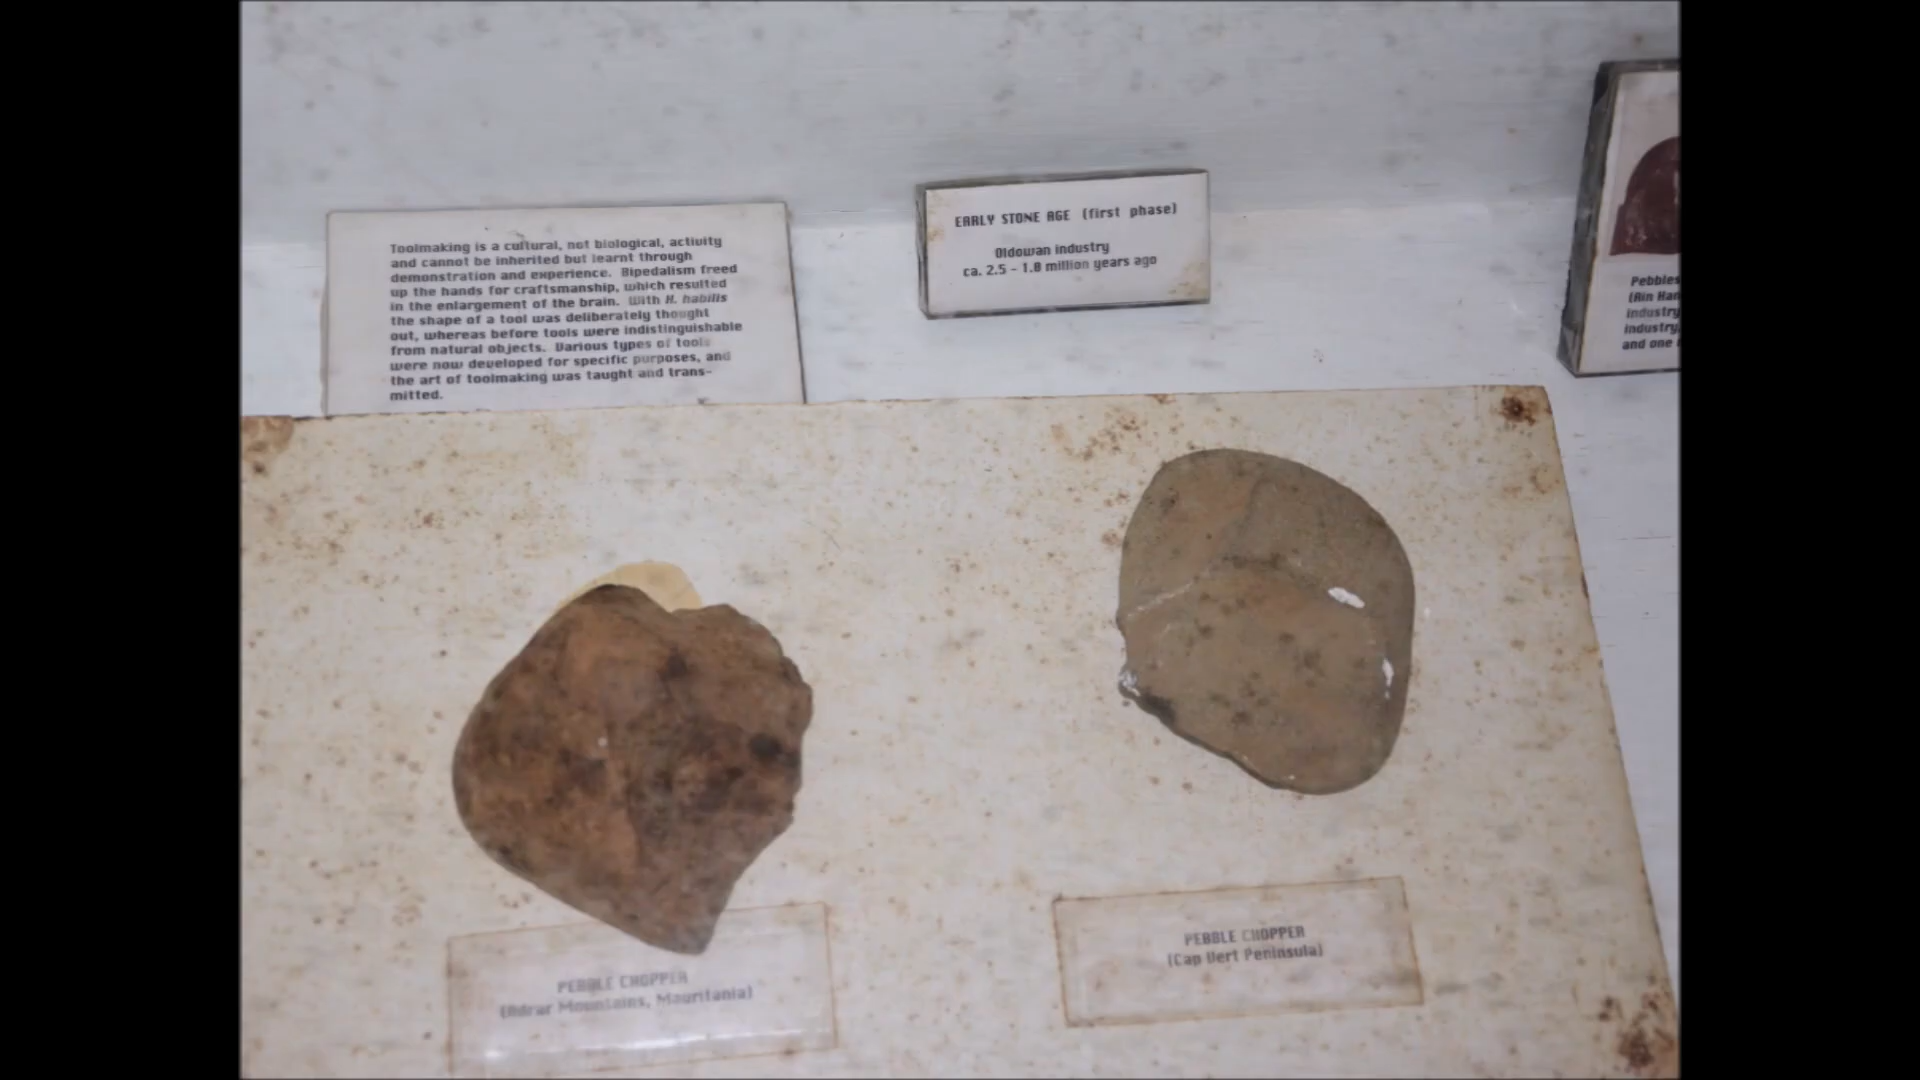 Toolmaking is a cultural, not biological, activity
and cannot be inherited but learnt through
demonstration and experience. Bipedalism freed
up the hands for craftsmanship, which resulted
in the enlargement of the brain. With H. habilis
the shape of a tool was deliberately thought
out, whereas before tools were indistinguishable
from natural objects. Various types of tools
were now developed for specific purposes, and
the art of toolmaking was taught and trans-
mitted.
EARLY STONE AGE (first phase)
Oldowan industry
ca. 2.5 - 1.8 million years ago
Pebbles
(Ain Han
industry
industry,
and one
PEBBLE CHOPPER
(Adrar Mountains, Mauritania)
PEBBLE CHOPPER
(Cap Vert Peninsula)